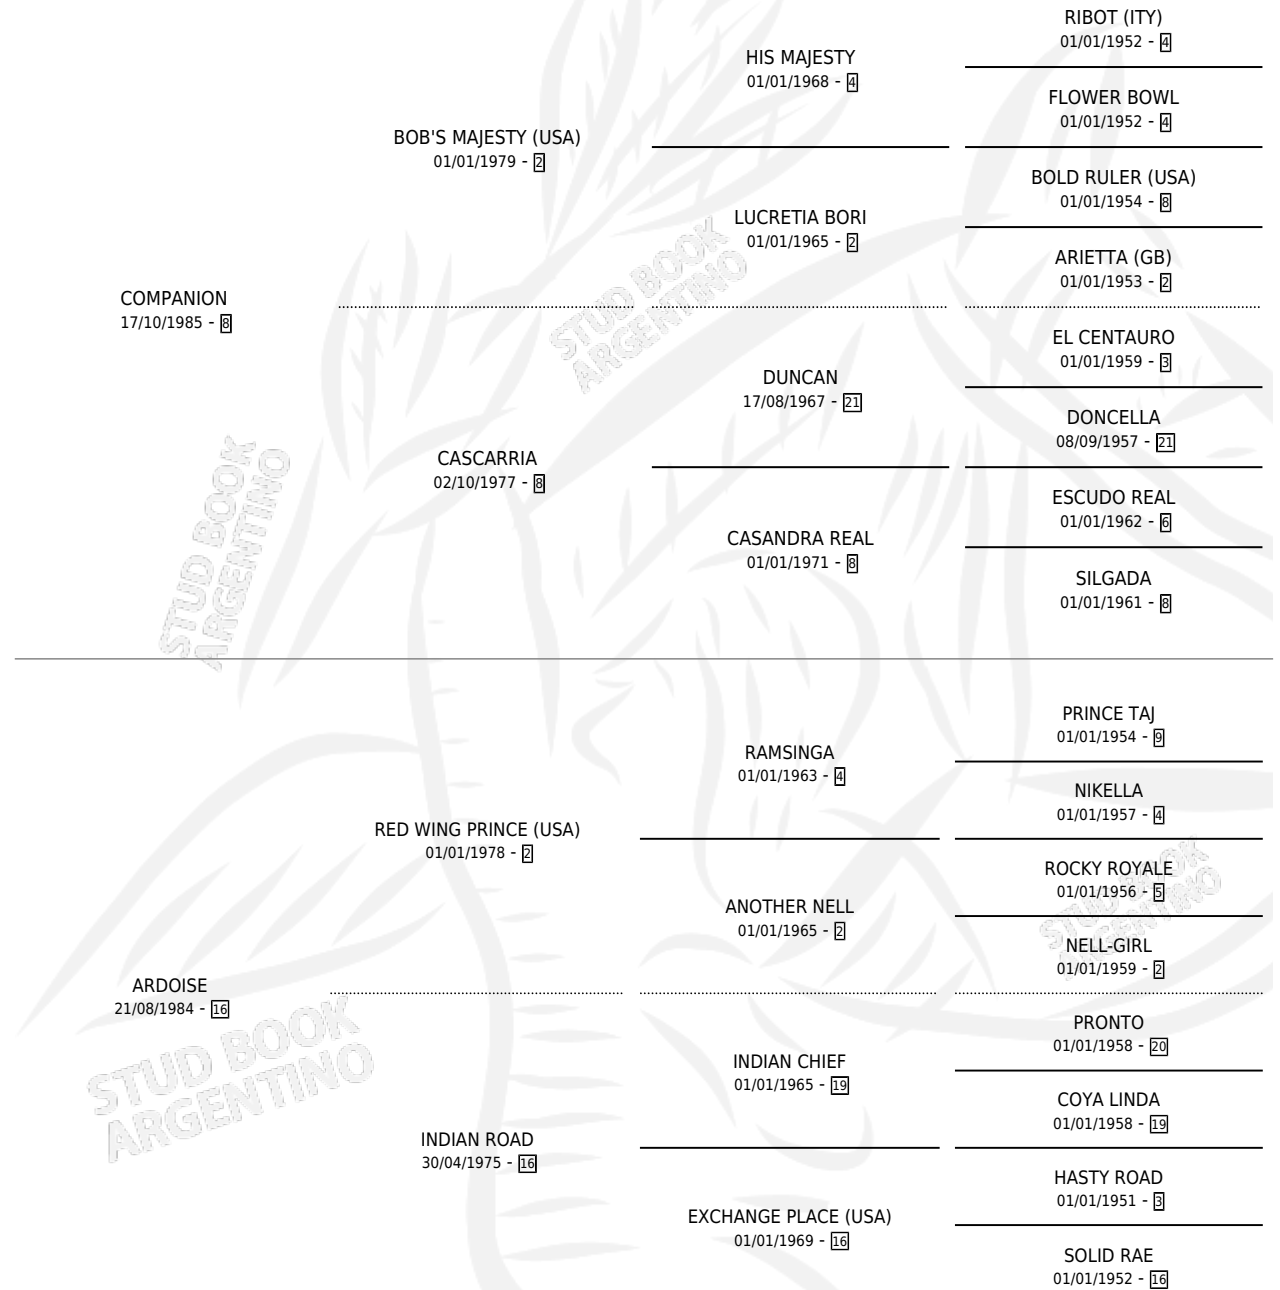 RIBOT (ITY)
01/01/1952 - 4
HIS MAJESTY
01/01/1968 - 4
FLOWER BOWL
01/01/1952 - 4
BOB'S MAJESTY (USA)
01/01/1979 - 2
BOLD RULER (USA)
01/01/1954 - 8
LUCRETIA BORI
01/01/1965 - 2
ARIETTA (GB)
01/01/1953 - 2
COMPANION
17/10/1985 - 8
EL CENTAURO
01/01/1959 - 3
DUNCAN
17/08/1967 - 21
DONCELLA
08/09/1957 - 21
CASCARRIA
02/10/1977 - 8
ESCUDO REAL
01/01/1962 - 6
CASANDRA REAL
01/01/1971 - 8
SILGADA
01/01/1961 - 8
PRINCE TAJ
01/01/1954 - 9
RAMSINGA
01/01/1963 - 4
NIKELLA
01/01/1957 - 4
RED WING PRINCE (USA)
01/01/1978 - 2
ROCKY ROYALE
01/01/1956 - 5
ANOTHER NELL
01/01/1965 - 2
NELL-GIRL
01/01/1959 - 2
ARDOISE
21/08/1984 - 16
PRONTO
01/01/1958 - 20
INDIAN CHIEF
01/01/1965 - 19
COYA LINDA
01/01/1958 - 19
INDIAN ROAD
30/04/1975 - 16
HASTY ROAD
01/01/1951 - 3
EXCHANGE PLACE (USA)
01/01/1969 - 16
SOLID RAE
01/01/1952 - 16
STUD BOOK
ARGENTINO
STUD BOOK
ARGENTINO
STUD BOOK
ARGENTINO
STUD BOOK
ARGENTINO